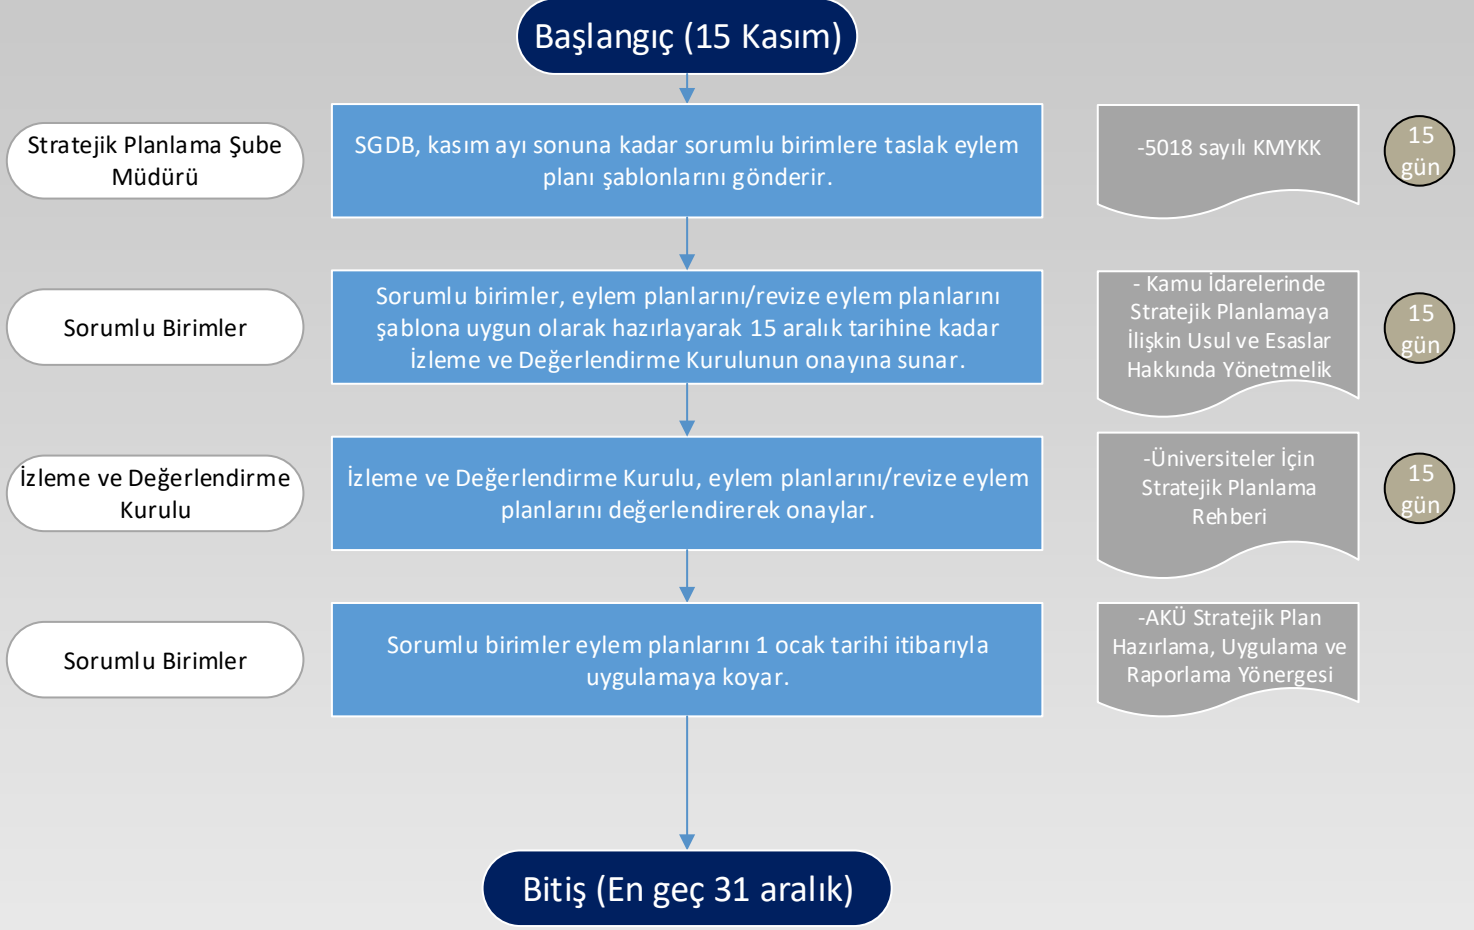 Başlangıç (15 Kasım)
Stratejik Planlama Şube
Müdürü
SGDB, kasım ayı sonuna kadar sorumlu birimlere taslak eylem
planı şablonlarını gönderir.
-5018 sayılı KMYKK
15
gün
Sorumlu Birimler
Sorumlu birimler, eylem planlarını/revize eylem planlarını
şablona uygun olarak hazırlayarak 15 aralık tarihine kadar
İzleme ve Değerlendirme Kurulunun onayına sunar.
- Kamu İdarelerinde
Stratejik Planlamaya
İlişkin Usul ve Esaslar
Hakkında Yönetmelik
15
gün
İzleme ve Değerlendirme
Kurulu
İzleme ve Değerlendirme Kurulu, eylem planlarını/revize eylem
planlarını değerlendirerek onaylar.
-Üniversiteler İçin
Stratejik Planlama
Rehberi
15
gün
Sorumlu Birimler
Sorumlu birimler eylem planlarını 1 ocak tarihi itibarıyla
uygulamaya koyar.
-AKÜ Stratejik Plan
Hazırlama, Uygulama ve
Raporlama Yönergesi
Bitiş (En geç 31 aralık)